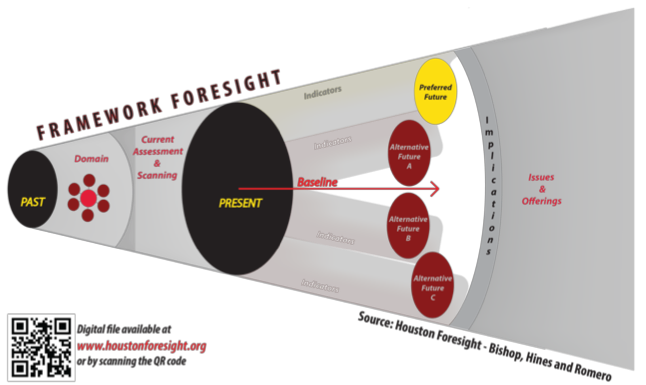 FRAMEWORK FORESIGHT
PAST
Domain
Current
Assessment
&
Scanning
PRESENT
Indicators
Indicators
Baseline
Indicators
Indicators
Preferred
Future
Alternative
Future
A
Alternative
Future
B
Alternative
Future
C
Implications
Issues
&
Offerings
Source: Houston Foresight - Bishop, Hines and Romero
Digital file available at
www.houstonforesight.org
or by scanning the QR code